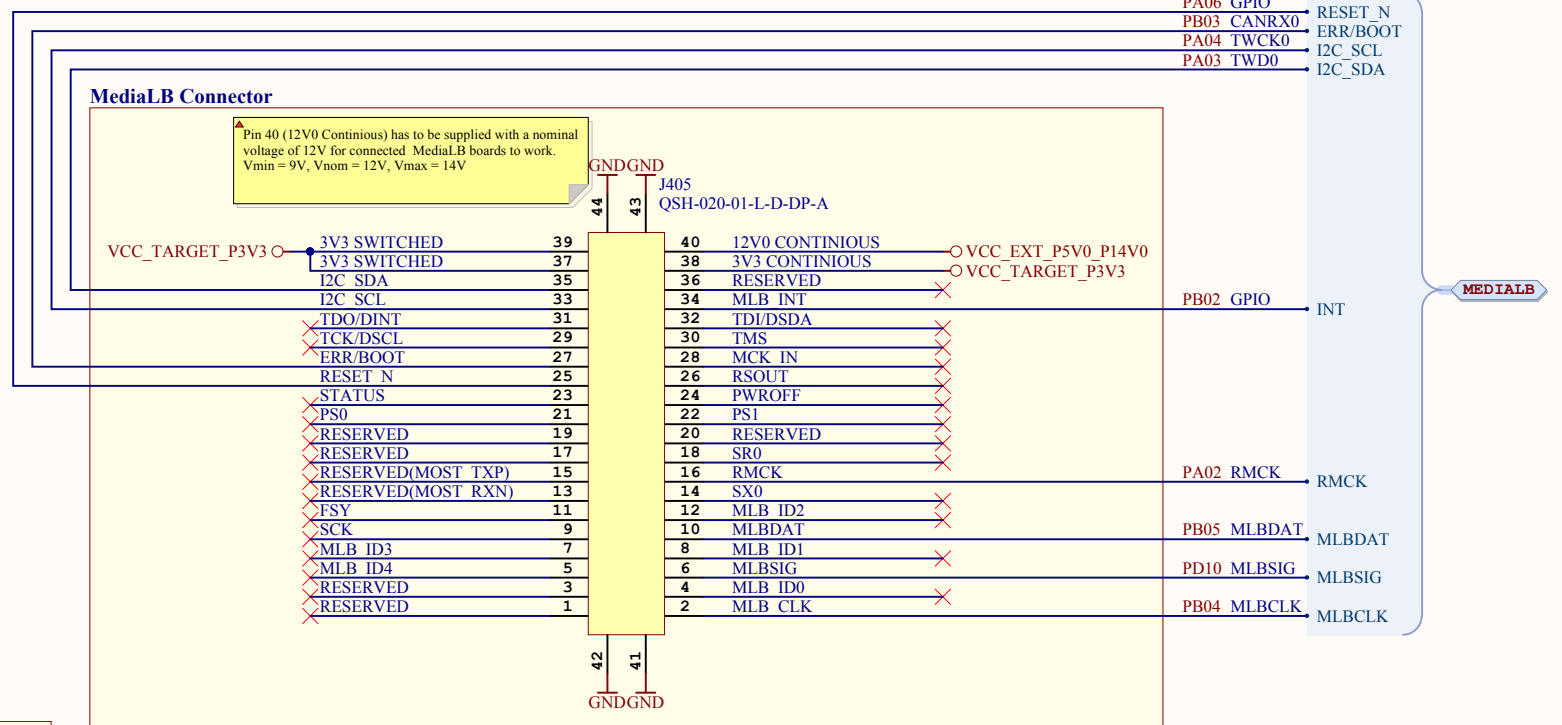 PA06 GPIO RESET_N
PB03 CANRX0 ERR/BOOT
PA04 TWCK0 I2C_SCL
PA03 TWD0 I2C_SDA
MediaLB Connector
Pin 40 (12V0 Continious) has to be supplied with a nominal
voltage of 12V for connected MediaLB boards to work.
Vmin = 9V, Vnom = 12V, Vmax = 14V
GND GND
44 43
J405
QSH-020-01-L-D-DP-A
VCC_TARGET_P3V3 3V3 SWITCHED 39 40 12V0 CONTINIOUS VCC_EXT_P5V0_P14V0
3V3 SWITCHED 37 38 3V3 CONTINIOUS VCC_TARGET_P3V3
I2C_SDA 35 36 RESERVED
I2C_SCL 33 34 MLB_INT PB02 GPIO INT
MEDIALB
TDO/DINT 31 32 TDI/DSDA
TCK/DSCL 29 30 TMS
ERR/BOOT 27 28 MCK_IN
RESET_N 25 26 RSOUT
STATUS 23 24 PWROFF
PS0 21 22 PS1
RESERVED 19 20 RESERVED
RESERVED 17 18 SR0
RESERVED(MOST_TXP) 15 16 RMCK PA02 RMCK RMCK
RESERVED(MOST_RXN) 13 14 SX0
FSY 11 12 MLB_ID2
SCK 9 10 MLBDAT PB05 MLBDAT MLBDAT
MLB_ID3 7 8 MLB_ID1
MLB_ID4 5 6 MLBSIG PD10 MLBSIG MLBSIG
RESERVED 3 4 MLB_ID0
RESERVED 1 2 MLB_CLK PB04 MLBCLK MLBCLK
42 41
GND GND